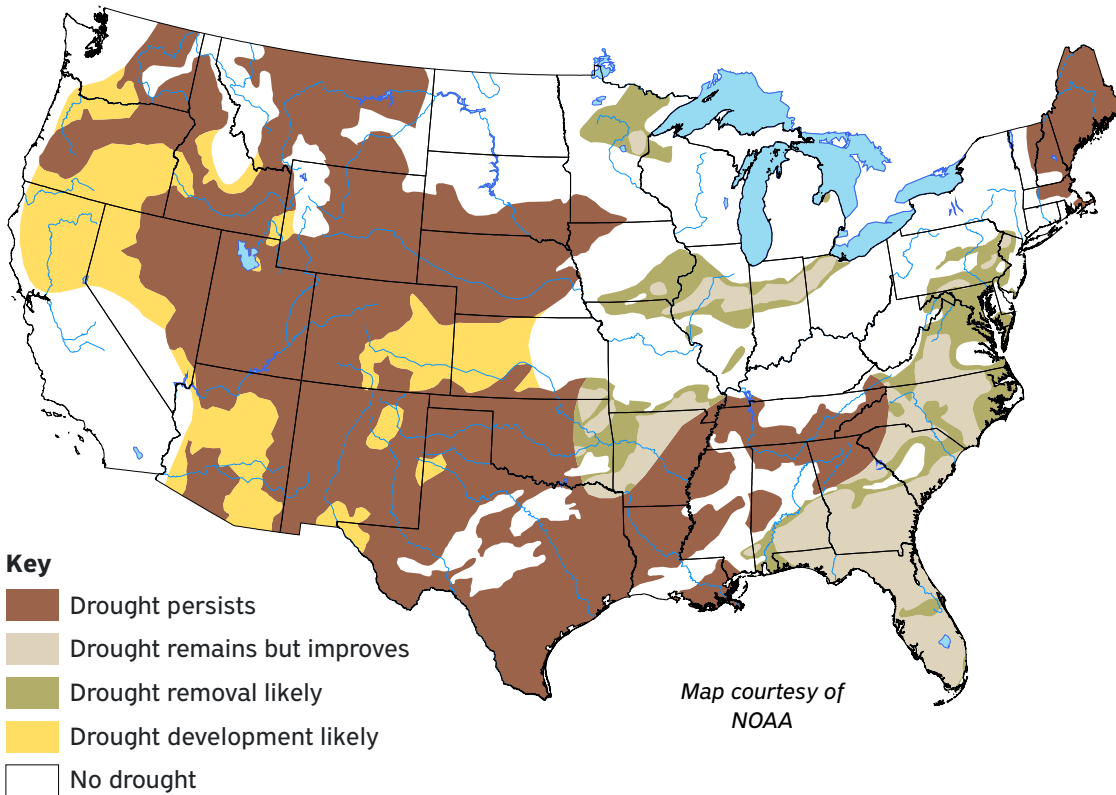 Key
Drought persists
Drought remains but improves
Drought removal likely
Drought development likely
No drought
Map courtesy of
NOAA